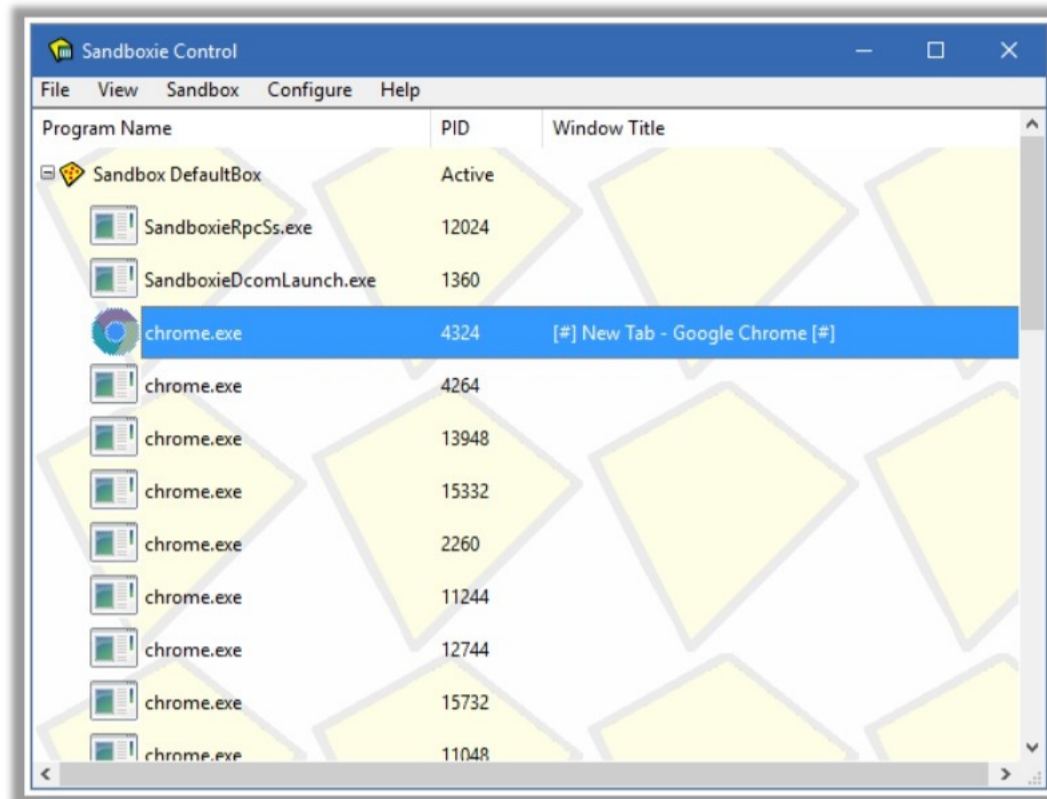 Sandboxie Control
File View Sandbox Configure Help
Program Name PID Window Title
Sandbox DefaultBox Active
SandboxieRpcSs.exe 12024
SandboxieDcomLaunch.exe 1360
chrome.exe 4324 [#] New Tab - Google Chrome [#]
chrome.exe 4264
chrome.exe 13948
chrome.exe 15332
chrome.exe 2260
chrome.exe 11244
chrome.exe 12744
chrome.exe 15732
chrome.exe 11048